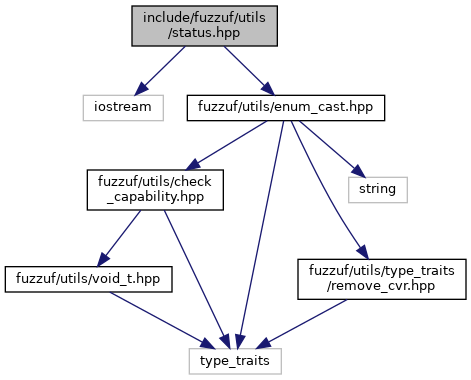 include/fuzzuf/utils
/status.hpp
iostream
fuzzuf/utils/enum_cast.hpp
fuzzuf/utils/check
_capability.hpp
string
fuzzuf/utils/void_t.hpp
fuzzuf/utils/type_traits
/remove_cvr.hpp
type_traits